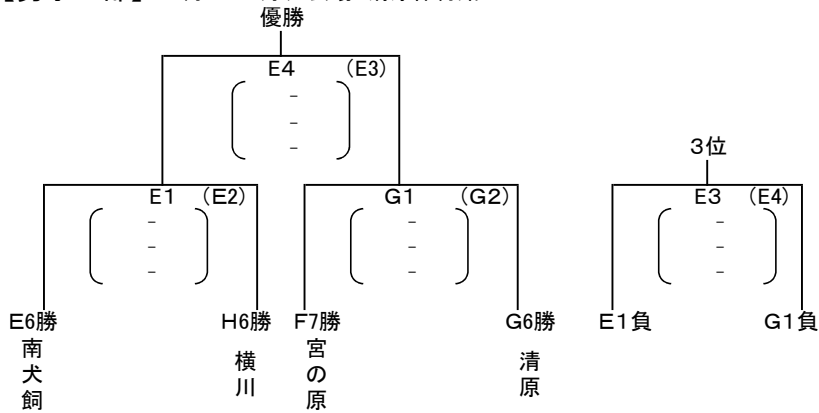 優勝
E4 (E3)
-
-
-
3位
E1 (E2)
-
-
-
G1 (G2)
-
-
-
E3 (E4)
-
-
-
E6勝
H6勝
F7勝
G6勝
E1負
G1負
南犬飼
横川
宮の原
清原